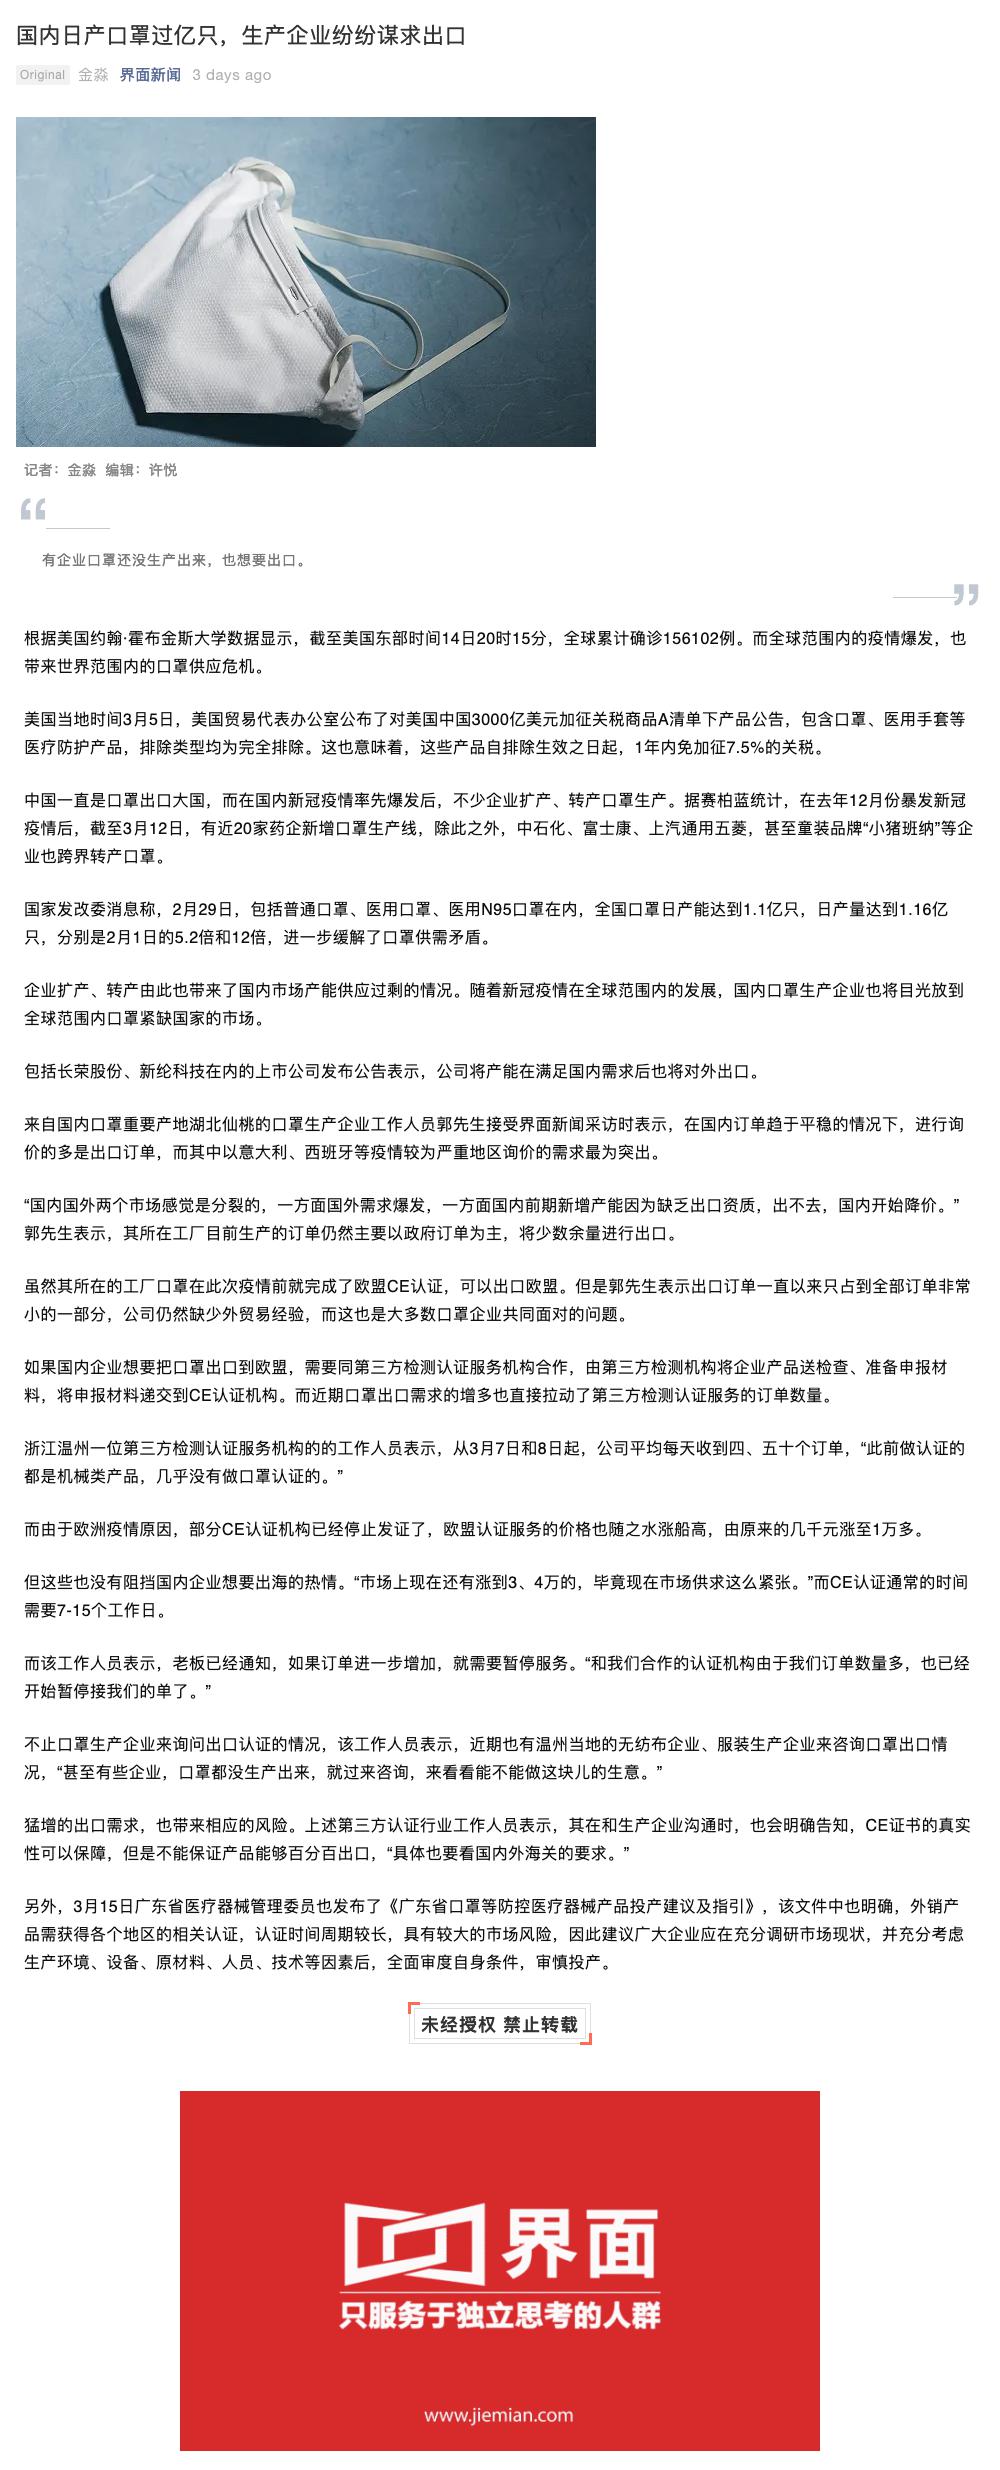 国内日产口罩过亿只，生产企业纷纷谋求出口
Original 金淼 界面新闻 3 days ago
记者：金淼 编辑：许悦
“
有企业口罩还没生产出来，也想要出口。
”
根据美国约翰·霍布金斯大学数据显示，截至美国东部时间14日20时15分，全球累计确诊156102例。而全球范围内的疫情爆发，也
带来世界范围内的口罩供应危机。
美国当地时间3月5日，美国贸易代表办公室公布了对美国中国3000亿美元加征关税商品A清单下产品公告，包含口罩、医用手套等
医疗防护产品，排除类型均为完全排除。这也意味着，这些产品自排除生效之日起，1年内免加征7.5%的关税。
中国一直是口罩出口大国，而在国内新冠疫情率先爆发后，不少企业扩产、转产口罩生产。据赛柏蓝统计，在去年12月份暴发新冠
疫情后，截至3月12日，有近20家药企新增口罩生产线，除此之外，中石化、富士康、上汽通用五菱，甚至童装品牌“小猪班纳”等企
业也跨界转产口罩。
国家发改委消息称，2月29日，包括普通口罩、医用口罩、医用N95口罩在内，全国口罩日产能达到1.1亿只，日产量达到1.16亿
只，分别是2月1日的5.2倍和12倍，进一步缓解了口罩供需矛盾。
企业扩产、转产由此也带来了国内市场产能供应过剩的情况。随着新冠疫情在全球范围内的发展，国内口罩生产企业也将目光放到
全球范围内口罩紧缺国家的市场。
包括长荣股份、新纶科技在内的上市公司发布公告表示，公司将产能在满足国内需求后也将对外出口。
来自国内口罩重要产地湖北仙桃的口罩生产企业工作人员郭先生接受界面新闻采访时表示，在国内订单趋于平稳的情况下，进行询
价的多是出口订单，而其中以意大利、西班牙等疫情较为严重地区询价的需求最为突出。
“国内国外两个市场感觉是分裂的，一方面国外需求爆发，一方面国内前期新增产能因为缺乏出口资质，出不去，国内开始降价。”
郭先生表示，其所在工厂目前生产的订单仍然主要以政府订单为主，将少数余量进行出口。
虽然其所在的工厂口罩在此次疫情前就完成了欧盟CE认证，可以出口欧盟。但是郭先生表示出口订单一直以来只占到全部订单非常
小的一部分，公司仍然缺少外贸易经验，而这也是大多数口罩企业共同面对的问题。
如果国内企业想要把口罩出口到欧盟，需要同第三方检测认证服务机构合作，由第三方检测机构将企业产品送检查、准备申报材
料，将申报材料递交到CE认证机构。而近期口罩出口需求的增多也直接拉动了第三方检测认证服务的订单数量。
浙江温州一位第三方检测认证服务机构的的工作人员表示，从3月7日和8日起，公司平均每天收到四、五十个订单，“此前做认证的
都是机械类产品，几乎没有做口罩认证的。”
而由于欧洲疫情原因，部分CE认证机构已经停止发证了，欧盟认证服务的价格也随之水涨船高，由原来的几千元涨至1万多。
但这些也没有阻挡国内企业想要出海的热情。“市场上现在还有涨到3、4万的，毕竟现在市场供求这么紧张。”而CE认证通常的时间
需要7-15个工作日。
而该工作人员表示，老板已经通知，如果订单进一步增加，就需要暂停服务。“和我们合作的认证机构由于我们订单数量多，也已经
开始暂停接我们的单了。”
不止口罩生产企业来询问出口认证的情况，该工作人员表示，近期也有温州当地的无纺布企业、服装生产企业来咨询口罩出口情
况，“甚至有些企业，口罩都没生产出来，就过来咨询，来看看能不能做这块儿的生意。”
猛增的出口需求，也带来相应的风险。上述第三方认证行业工作人员表示，其在和生产企业沟通时，也会明确告知，CE证书的真实
性可以保障，但是不能保证产品能够百分百出口，“具体也要看国内外海关的要求。”
另外，3月15日广东省医疗器械管理委员也发布了《广东省口罩等防控医疗器械产品投产建议及指引》，该文件中也明确，外销产
品需获得各个地区的相关认证，认证时间周期较长，具有较大的市场风险，因此建议广大企业应在充分调研市场现状，并充分考虑
生产环境、设备、原材料、人员、技术等因素后，全面审度自身条件，审慎投产。
未经授权 禁止转载
界面
只服务于独立思考的人群
www.jiemian.com